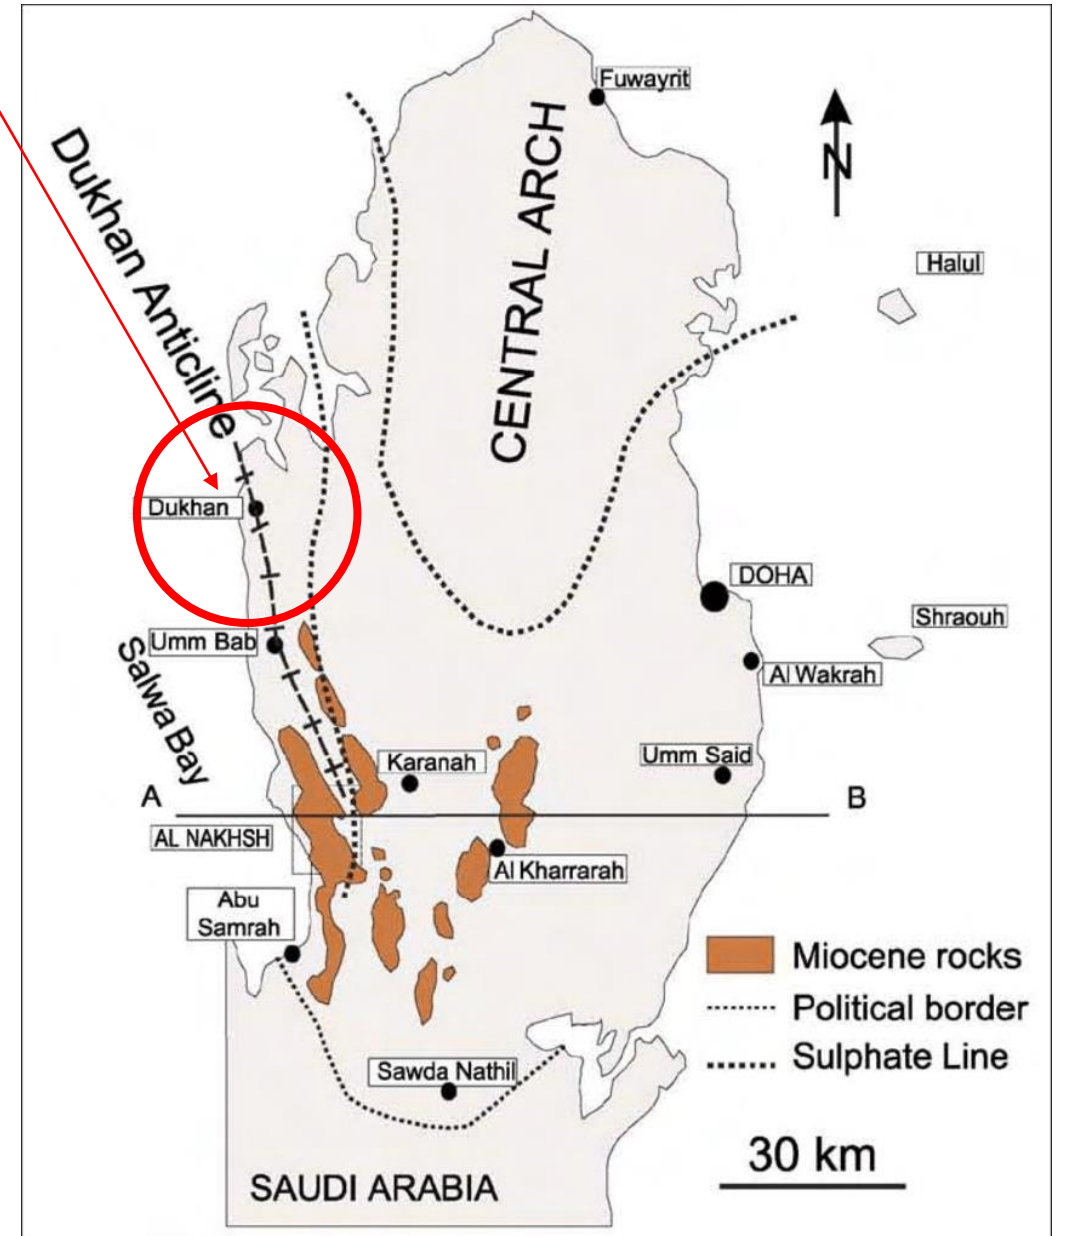 Fuwayrit
N
Halul
Dukhan Anticline
CENTRAL ARCH
Dukhan
DOHA
Shraouh
Umm Bab
Al Wakrah
Salwa Bay
Karanah
Umm Said
A
B
AL NAKHSH
Al Kharrarah
Abu
Samrah
Miocene rocks
Political border
Sulphate Line
Sawda Nathil
30 km
SAUDI ARABIA